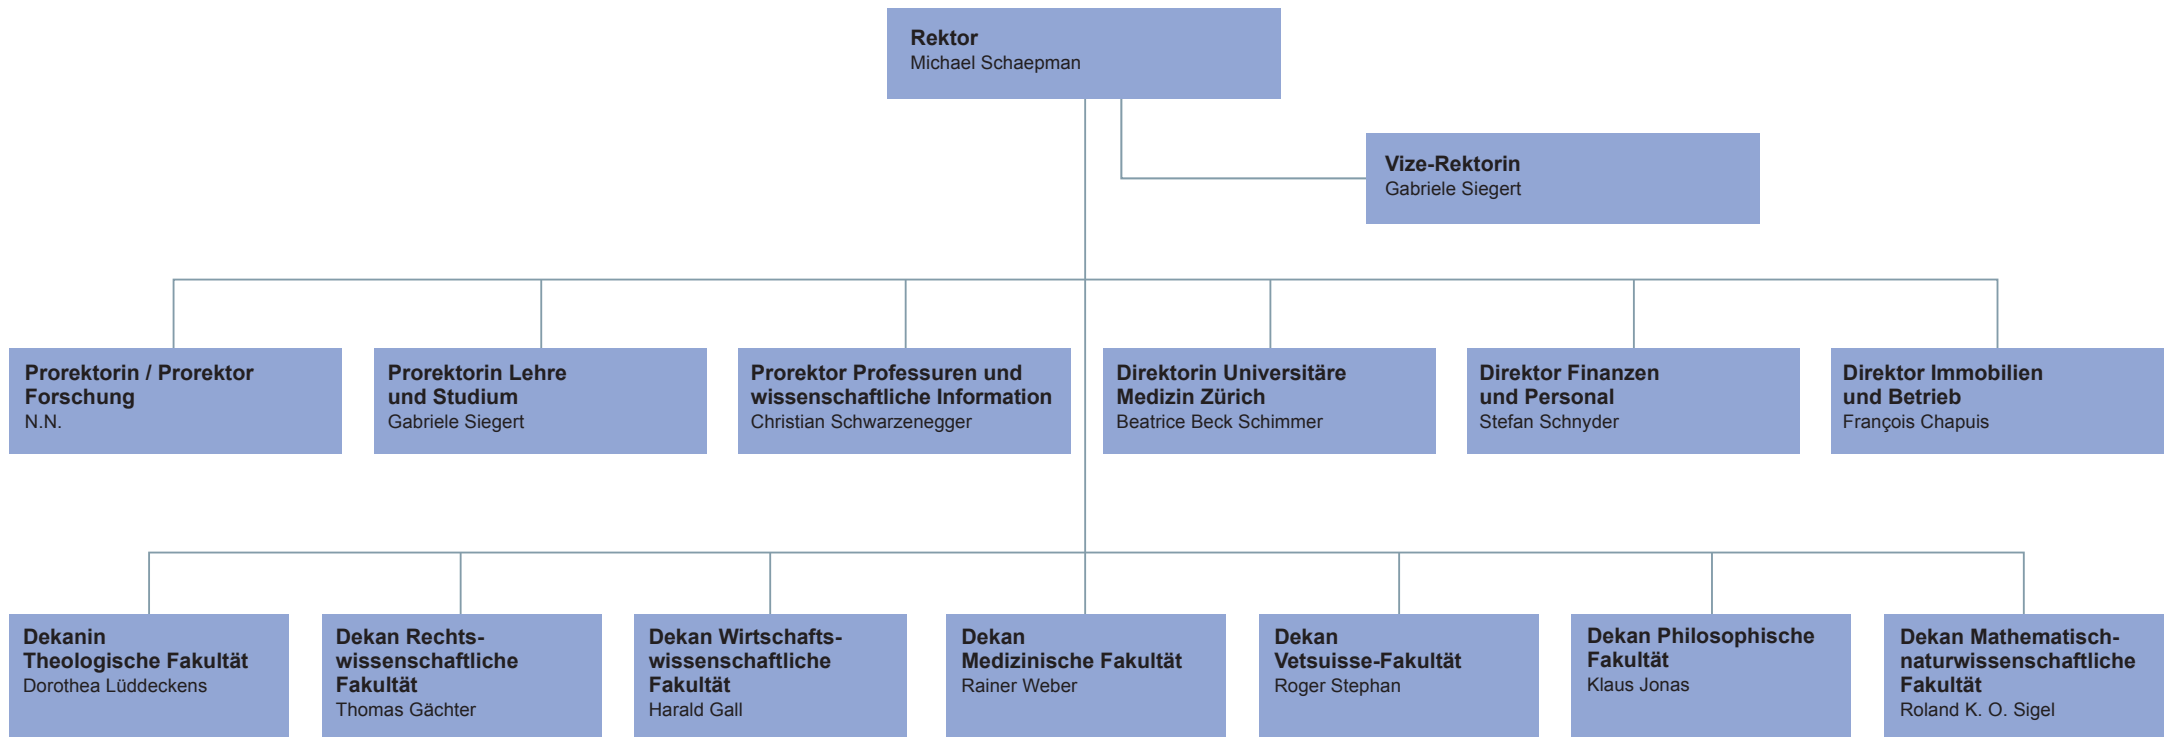 Rektor
Michael Schaepman
Vize-Rektorin
Gabriele Siegert
Prorektorin / Prorektor
Forschung
N.N.
Prorektorin Lehre
und Studium
Gabriele Siegert
Prorektor Professuren und
wissenschaftliche Information
Christian Schwarzenegger
Direktorin Universitäre
Medizin Zürich
Beatrice Beck Schimmer
Direktor Finanzen
und Personal
Stefan Schnyder
Direktor Immobilien
und Betrieb
François Chapuis
Dekanin
Theologische Fakultät
Dorothea Lüddeckens
Dekan Rechts-
wissenschaftliche
Fakultät
Thomas Gächter
Dekan Wirtschafts-
wissenschaftliche
Fakultät
Harald Gall
Dekan
Medizinische Fakultät
Rainer Weber
Dekan
Vetsuisse-Fakultät
Roger Stephan
Dekan Philosophische
Fakultät
Klaus Jonas
Dekan Mathematisch-
naturwissenschaftliche
Fakultät
Roland K. O. Sigel